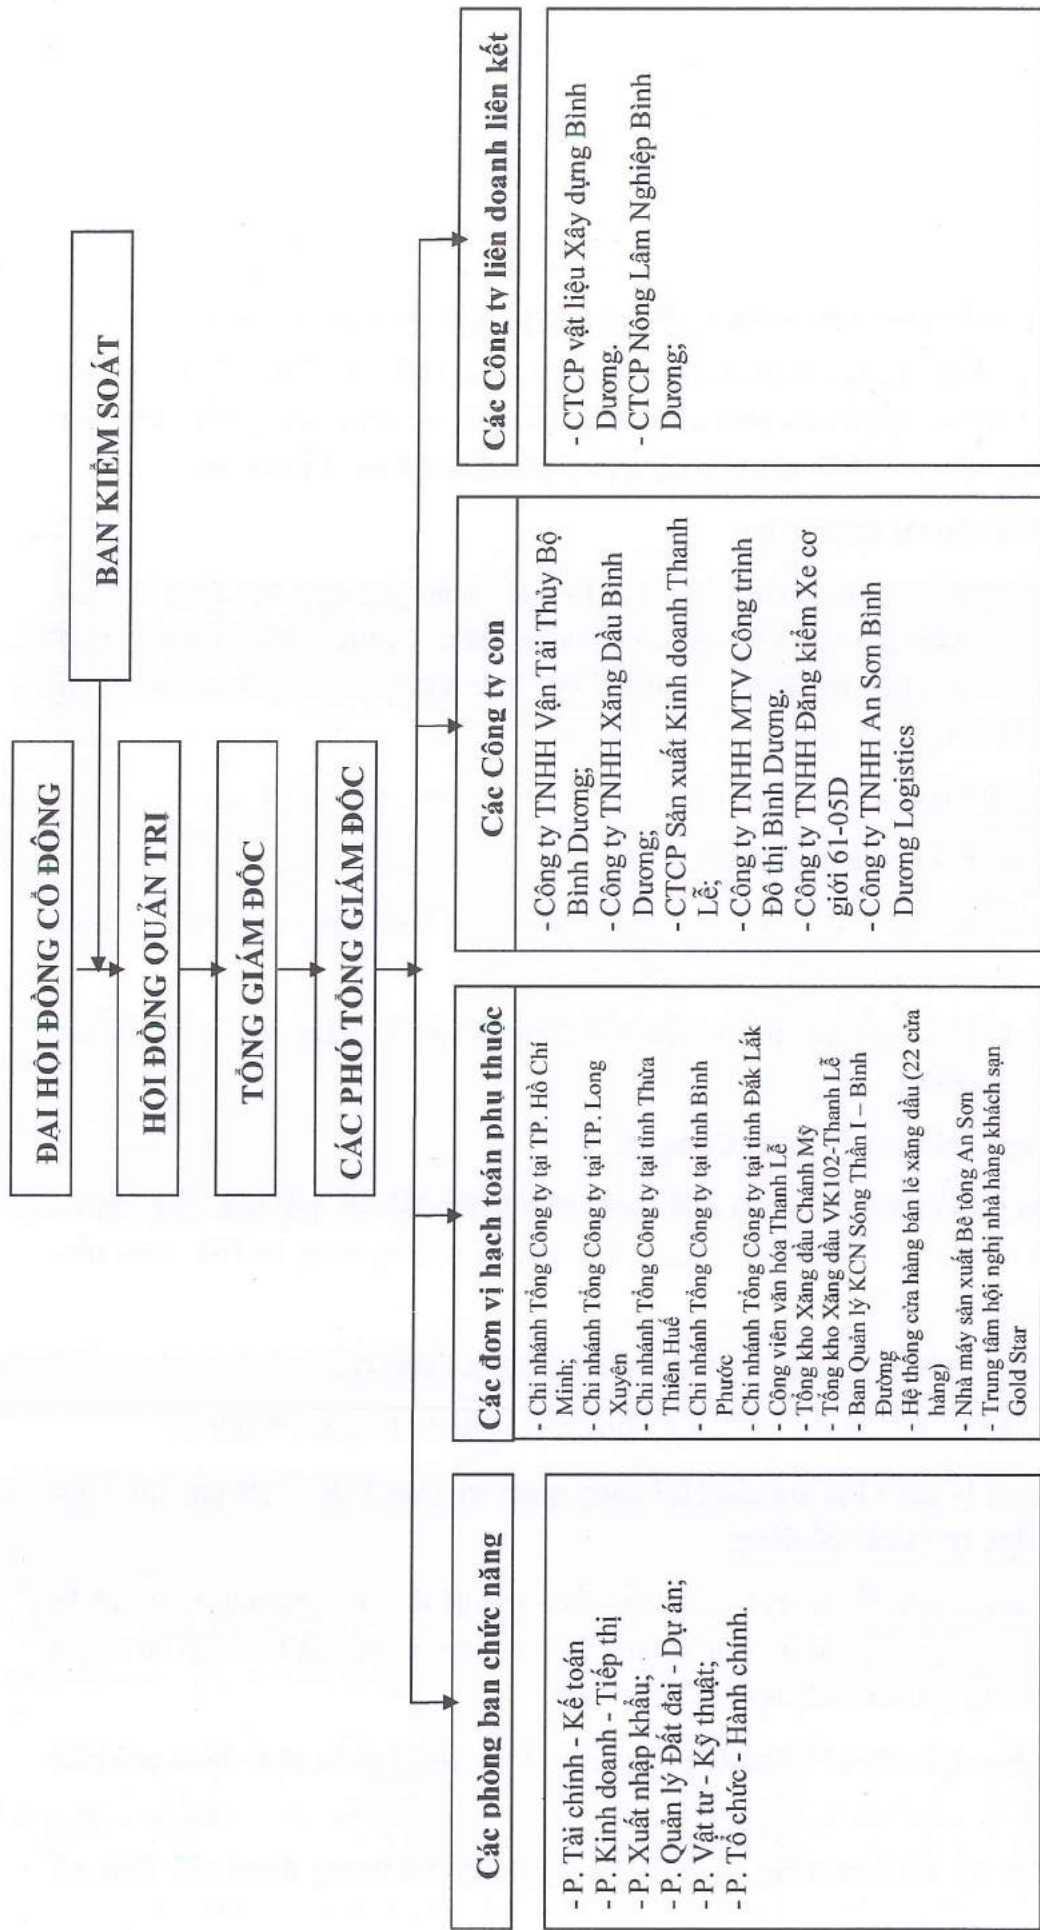 ĐẠI HỘI ĐỒNG CỔ ĐÔNG
BAN KIỂM SOÁT
HỘI ĐỒNG QUẢN TRỊ
TỔNG GIÁM ĐỐC
CÁC PHÓ TỔNG GIÁM ĐỐC
Các phòng ban chức năng
- P. Tài chính - Kế toán
- P. Kinh doanh - Tiếp thị
- P. Xuất nhập khẩu;
- P. Quản lý Đất đai - Dự án;
- P. Vật tư - Kỹ thuật;
- P. Tổ chức - Hành chính.
Các đơn vị hạch toán phụ thuộc
- Chi nhánh Tổng Công ty tại TP. Hồ Chí
Minh;
- Chi nhánh Tổng Công ty tại TP. Long
Xuyên
- Chi nhánh Tổng Công ty tại tỉnh Thừa
Thiên Huế
- Chi nhánh Tổng Công ty tại tỉnh Bình
Phước
- Chi nhánh Tổng Công ty tại tỉnh Đắk Lắk
- Công viên văn hóa Thanh Lễ
- Tổng kho Xăng dầu Chánh Mỹ
- Tổng kho Xăng dầu VK102-Thanh Lễ
- Ban Quản lý KCN Sóng Thần I – Bình
Đường
- Hệ thống cửa hàng bán lẻ xăng dầu (22 cửa
hàng)
- Nhà máy sản xuất Bê tông An Sơn
- Trung tâm hội nghị nhà hàng khách sạn
Gold Star
Các Công ty con
- Công ty TNHH Vận Tải Thủy Bộ
Bình Dương;
- Công ty TNHH Xăng Dầu Bình
Dương;
- CTCP Sản xuất Kinh doanh Thanh
Lễ;
- Công ty TNHH MTV Công trình
Đô thị Bình Dương.
- Công ty TNHH Đăng kiểm Xe cơ
giới 61-05D
- Công ty TNHH An Sơn Bình
Dương Logistics
Các Công ty liên doanh liên kết
- CTCP vật liệu Xây dựng Bình
Dương.
- CTCP Nông Lâm Nghiệp Bình
Dương;